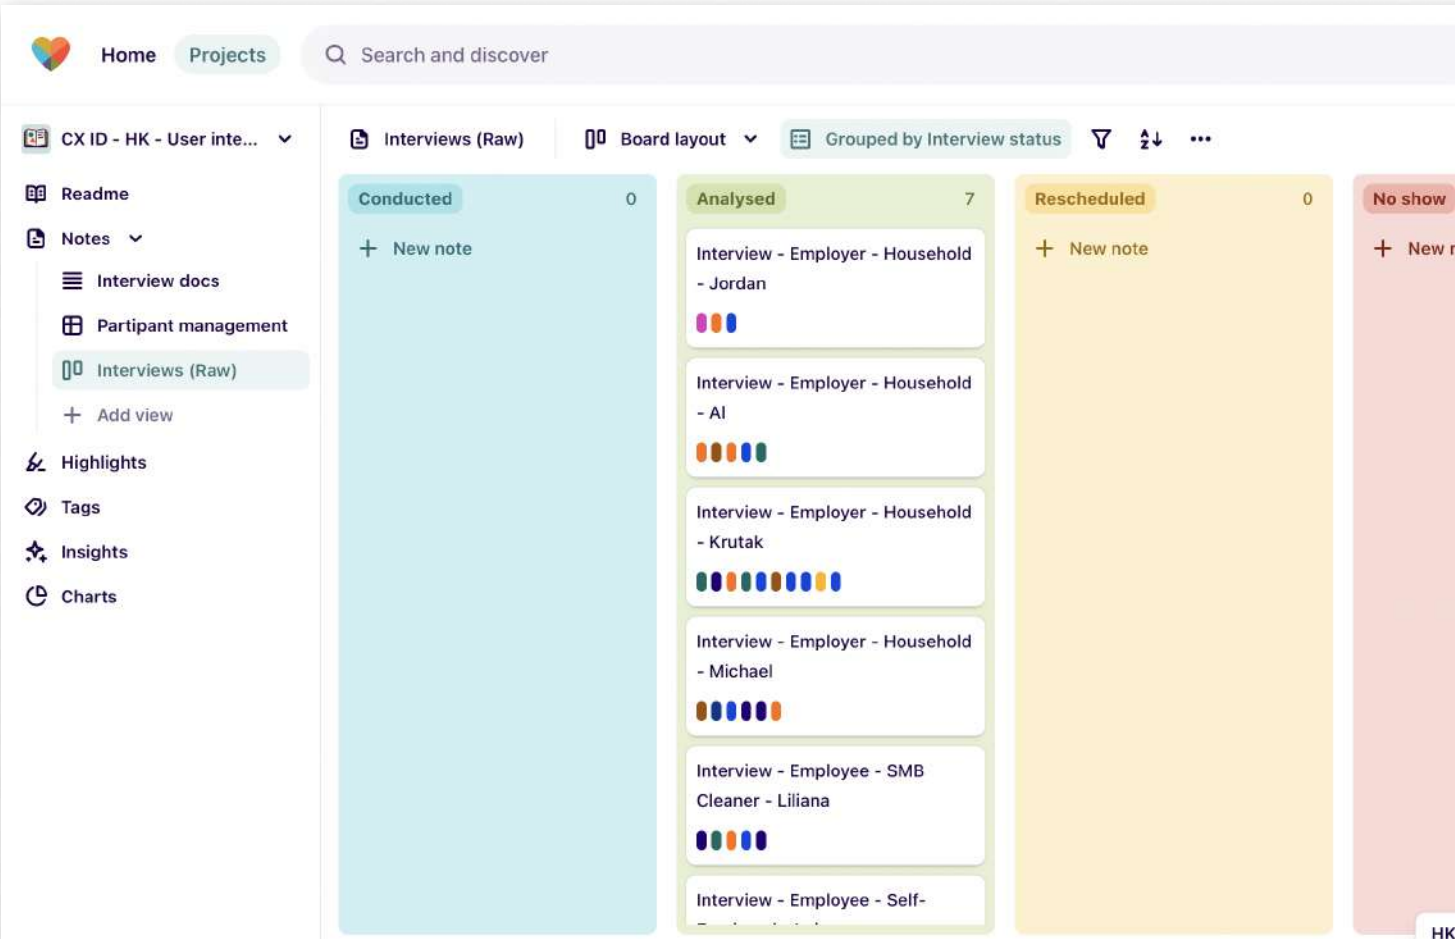 Home
Projects
Search and discover
CX ID - HK - User inte...
Readme
Notes
Interview docs
Partipant management
Interviews (Raw)
Add view
Highlights
Tags
Insights
Charts
Interviews (Raw)
Board layout
Grouped by Interview status
Conducted 0
New note
Analysed 7
Interview - Employer - Household
- Jordan
Interview - Employer - Household
- Al
Interview - Employer - Household
- Krutak
Interview - Employer - Household
- Michael
Interview - Employee - SMB
Cleaner - Liliana
Interview - Employee - Self-
Rescheduled 0
New note
No show
New
HK